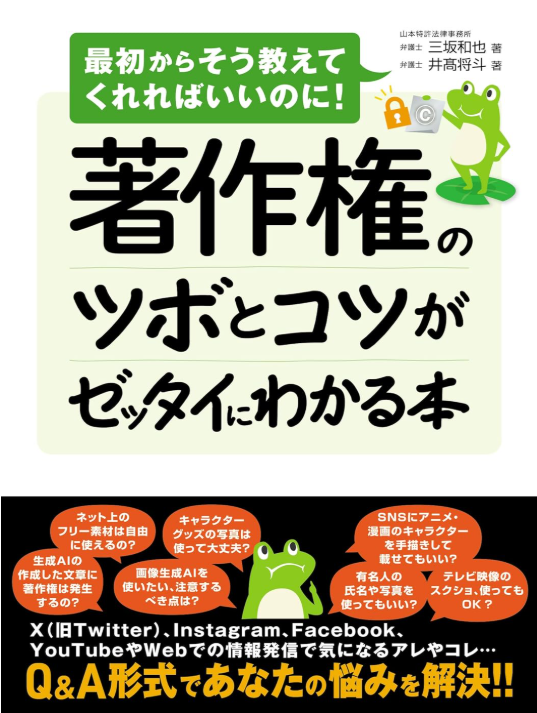 山本特許法律事務所
弁護士 三坂和也 著
弁護士 井髙将斗 著
最初からそう教えて
くれればいいのに!
©
著作権の
ツボとコツが
ゼッタイにわかる本
ネット上の
フリー素材は自由
に使えるの?
キャラクター
グッズの写真は
使って大丈夫?
SNSにアニメ・
漫画のキャラクター
を手描きして
載せてもいい?
生成AIの
作成した文章に
著作権は発生
するの?
画像生成AIを
使いたい、注意する
べき点は?
有名人の
氏名や写真を
使ってもいい?
テレビ映像の
スクショ、使っても
OK?
X(旧Twitter)、Instagram、Facebook、
YouTubeやWebでの情報発信で気になるアレやコレ…
Q&A形式であなたの悩みを解決!!